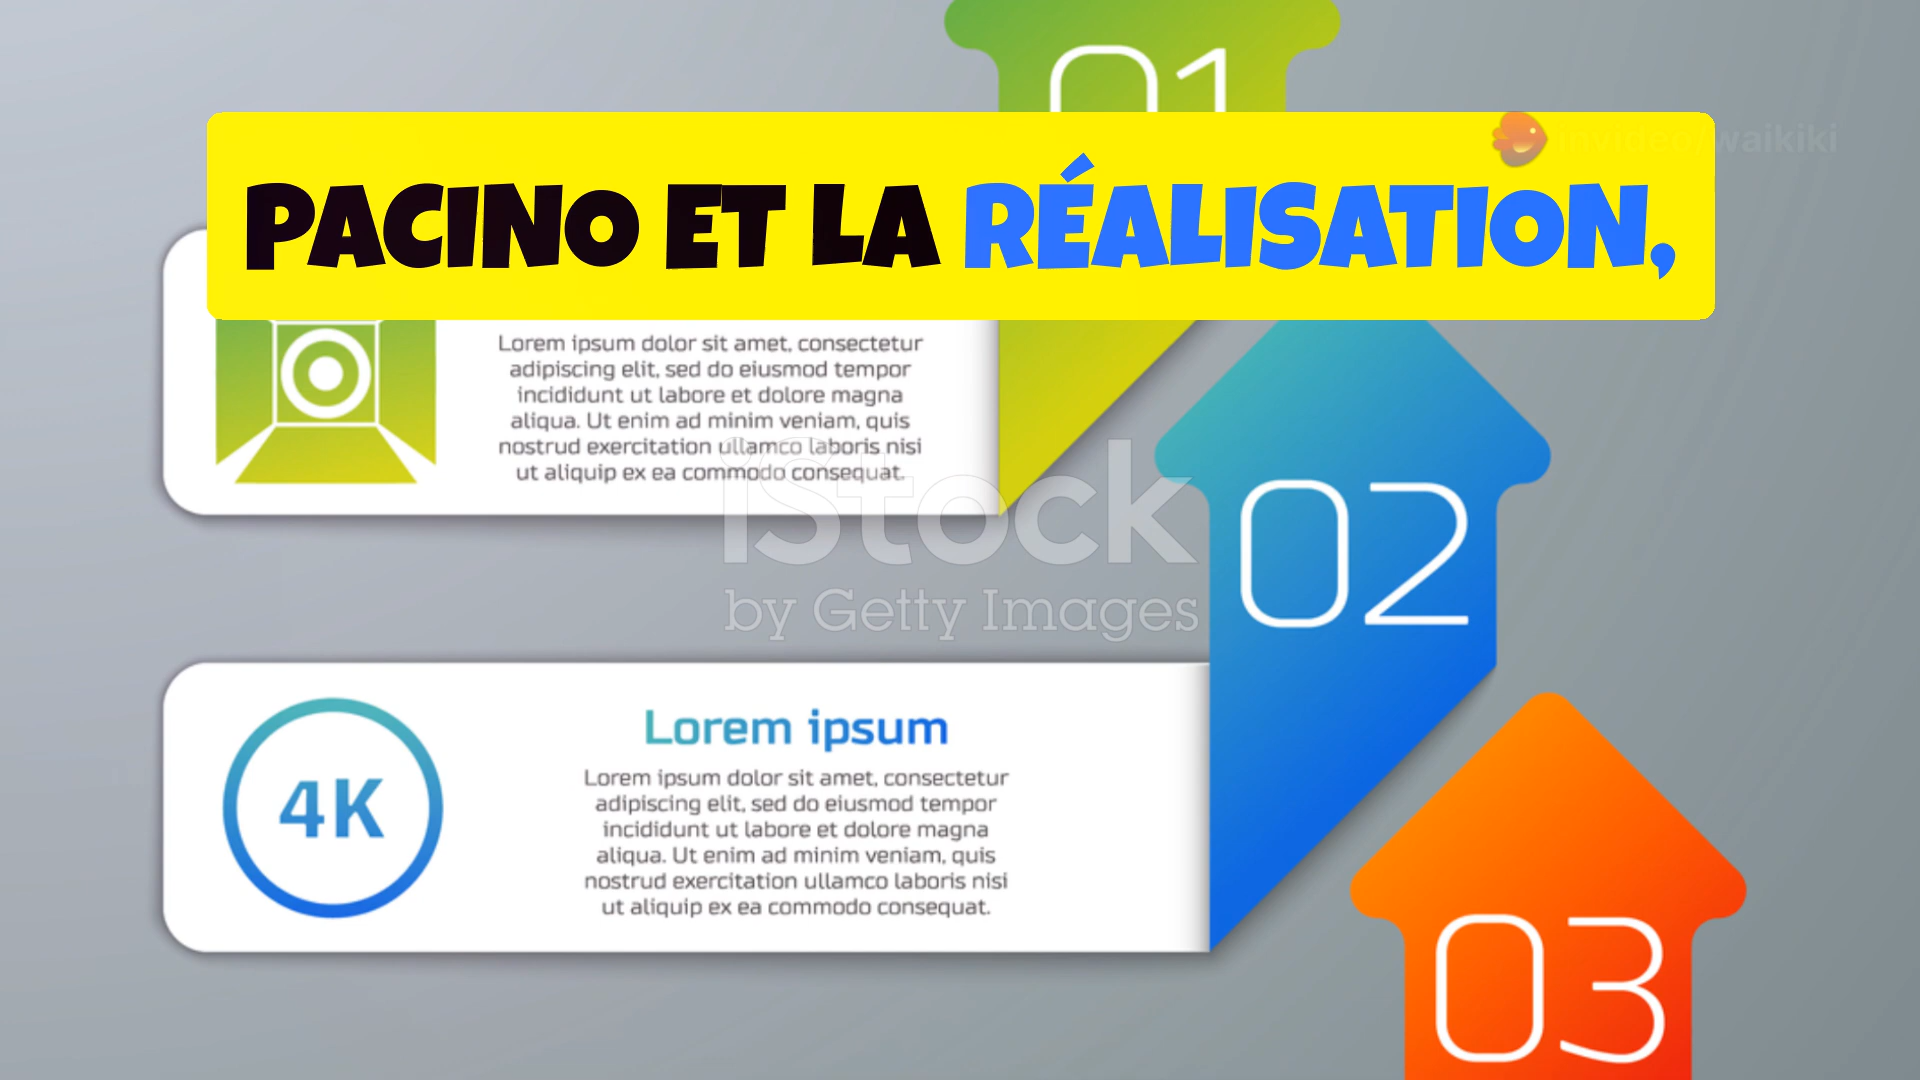 01
invideo/waikiki
PACINO ET LA RÉALISATION,
Lorem ipsum dolor sit amet, consectetur
adipiscing elit, sed do eiusmod tempor
incididunt ut labore et dolore magna
aliqua. Ut enim ad minim veniam, quis
nostrud exercitation ullamco laboris nisi
ut aliquip ex ea commodo consequat.
iStock
by Getty Images
02
4K
Lorem ipsum
Lorem ipsum dolor sit amet, consectetur
adipiscing elit, sed do eiusmod tempor
incididunt ut labore et dolore magna
aliqua. Ut enim ad minim veniam, quis
nostrud exercitation ullamco laboris nisi
ut aliquip ex ea commodo consequat.
03